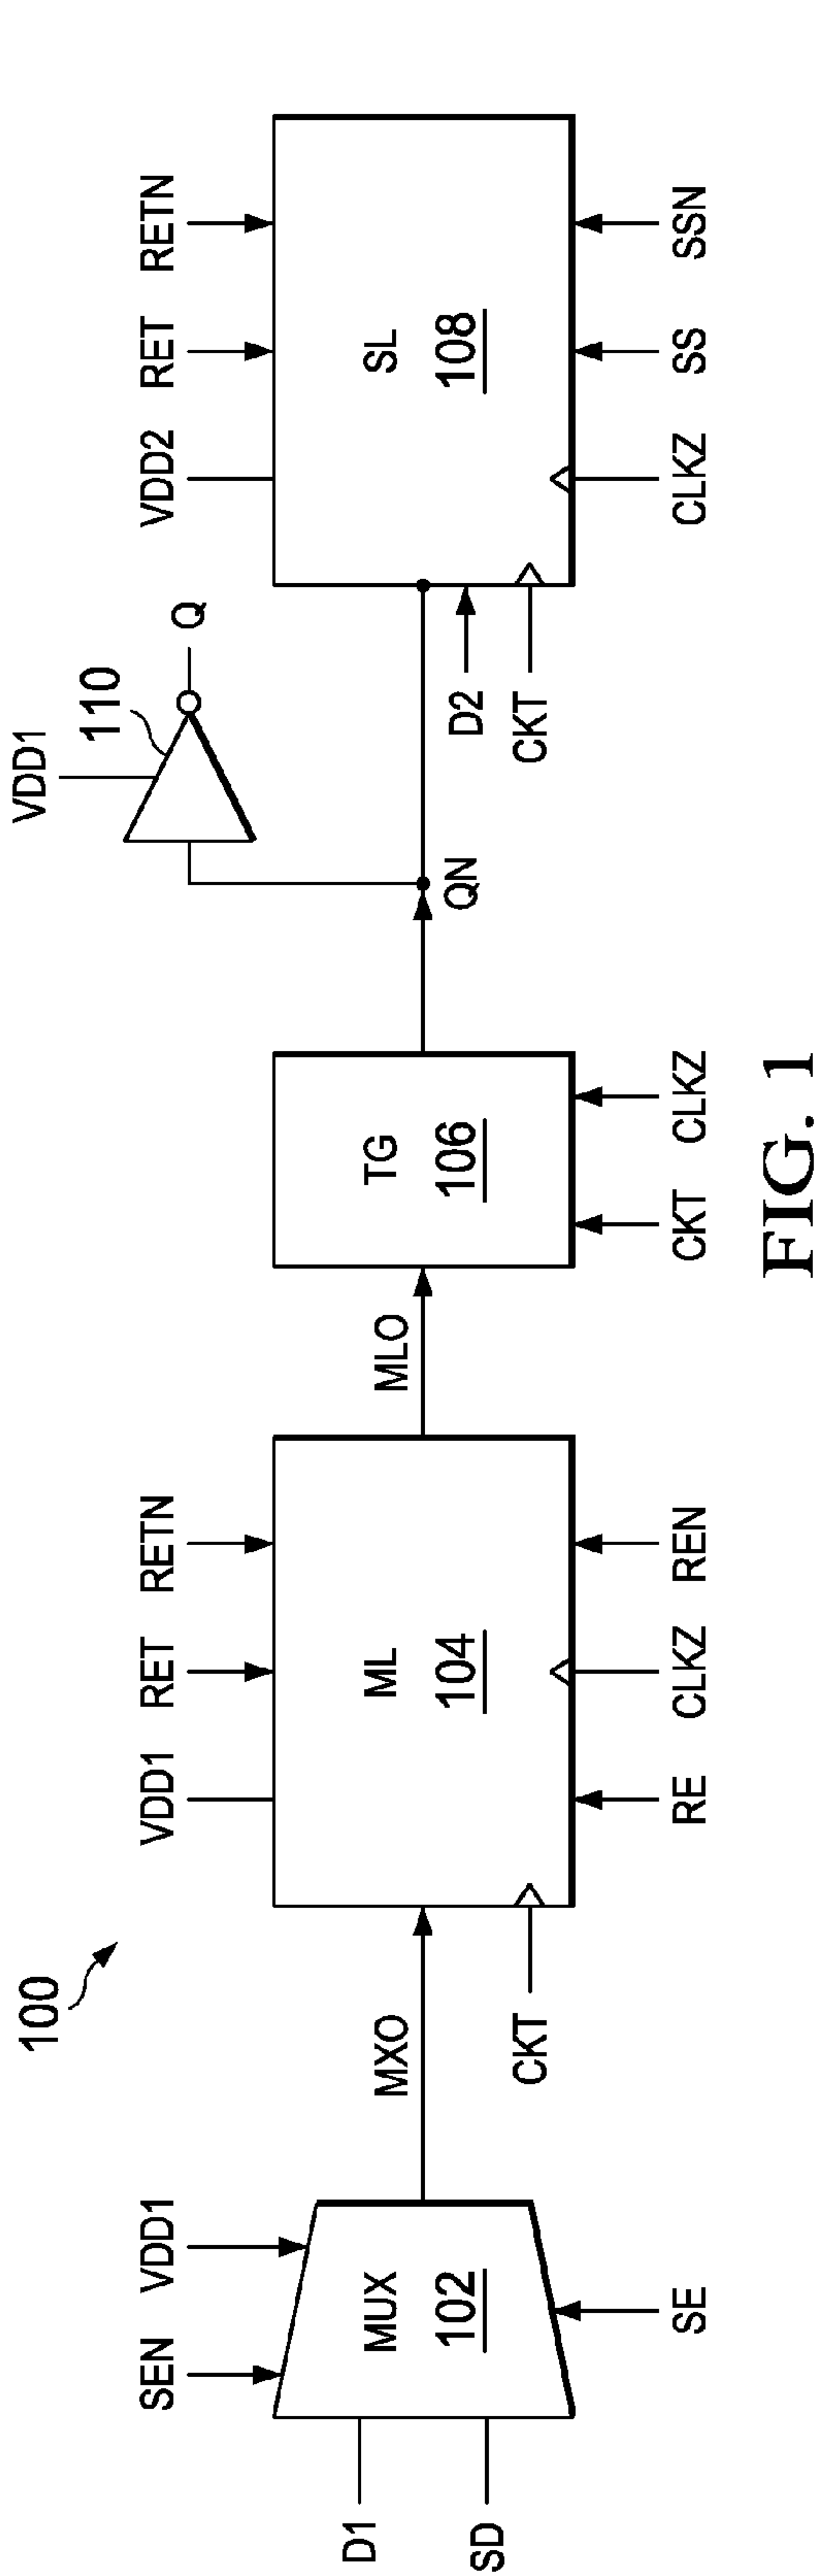 100
SEN
VDD1
D1
SD
MUX
102
SE
MXO
VDD1
RET
RETN
ML
104
CKT
RE
CLKZ
REN
MLO
TG
106
CKT
CLKZ
QN
VDD1
110
Q
VDD2
RET
RETN
D2
CKT
SL
108
CLKZ
SS
SSN
FIG. 1